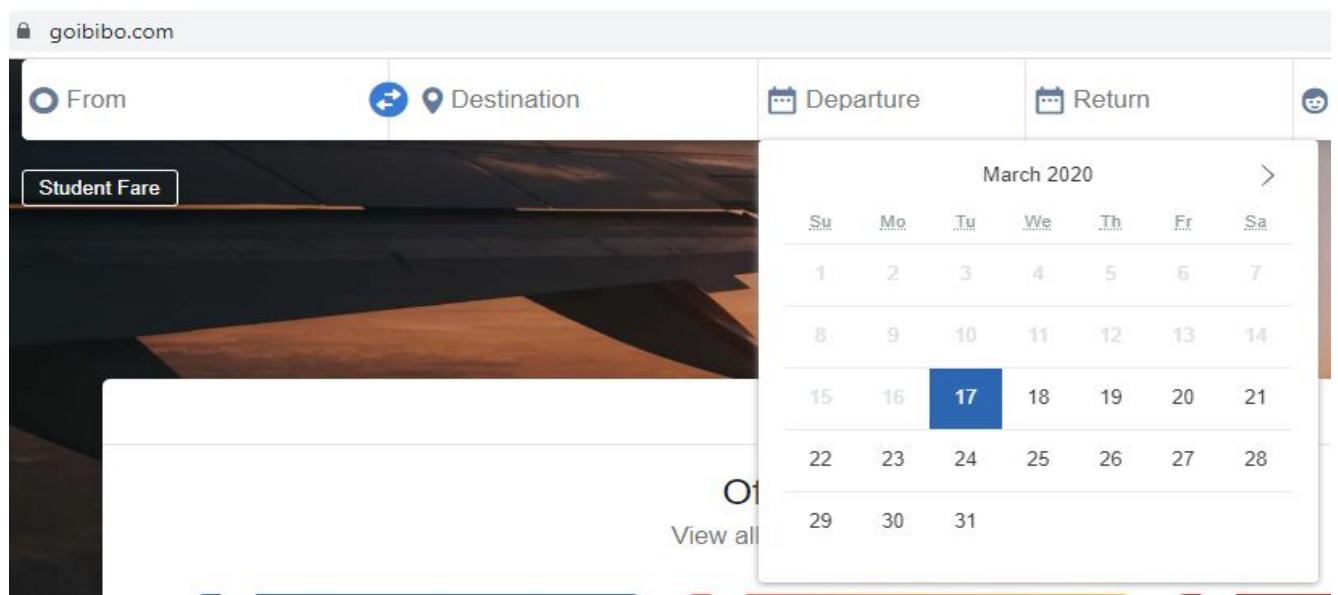 goibibo.com
From Destination Departure Return
Student Fare
March 2020
Su Mo Tu We Th Fr Sa
1 2 3 4 5 6 7
8 9 10 11 12 13 14
15 16 17 18 19 20 21
22 23 24 25 26 27 28
29 30 31
View all